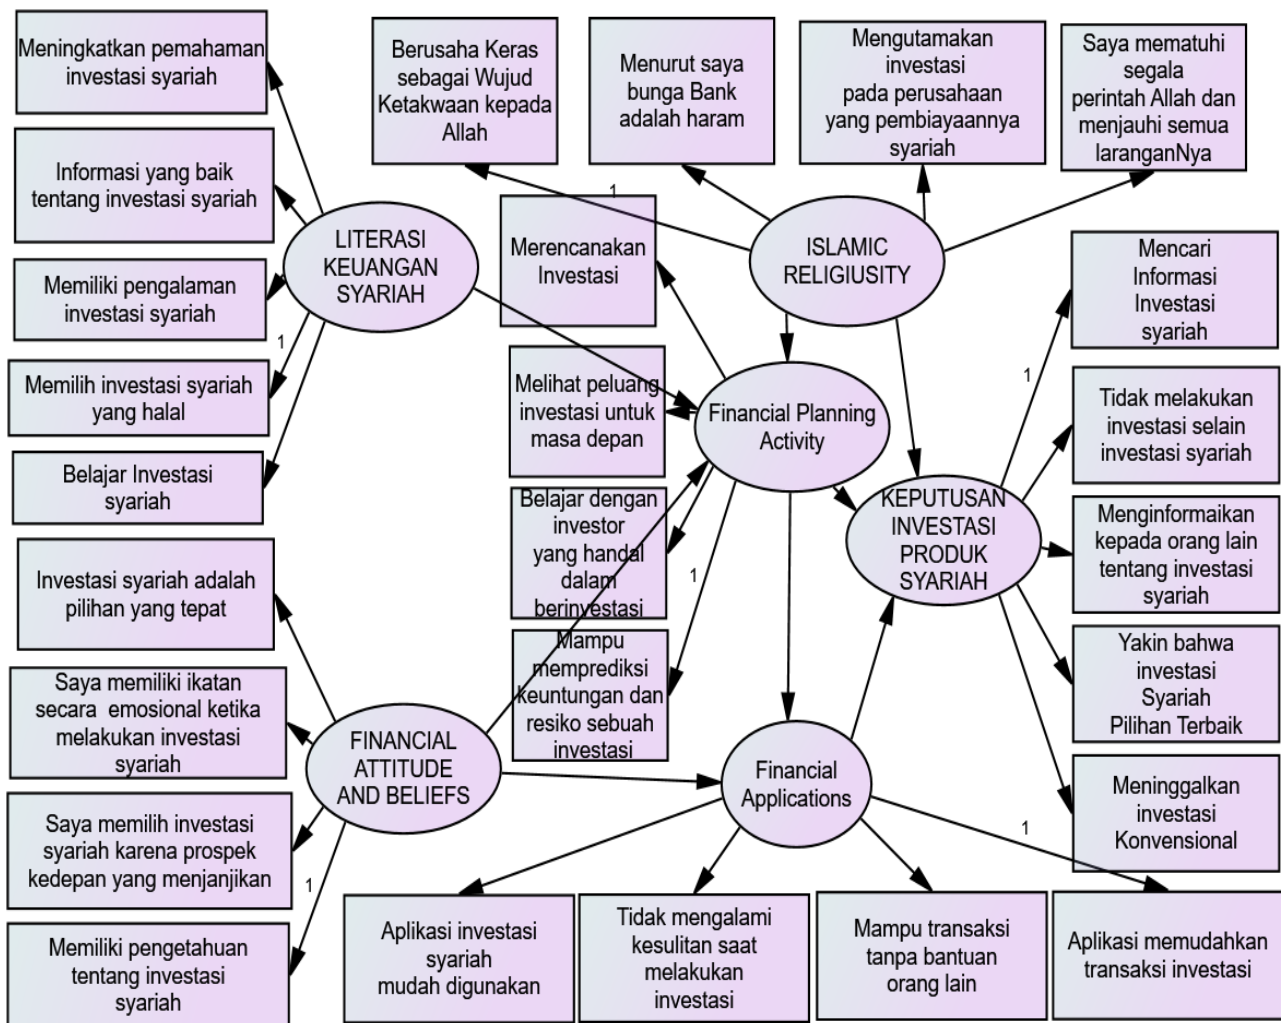 Meningkatkan pemahaman
investasi syariah
Informasi yang baik
tentang investasi syariah
Memiliki pengalaman
investasi syariah
1
Memilih investasi syariah
yang halal
Belajar Investasi
syariah
LITERASI
KEUANGAN
SYARIAH
Berusaha Keras
sebagai Wujud
Ketakwaan kepada
Allah
Menurut saya
bunga Bank
adalah haram
Mengutamakan
investasi
pada perusahaan
yang pembiayaannya
syariah
Saya mematuhi
segala
perintah Allah dan
menjauhi semua
laranganNya
1
ISLAMIC
RELIGIUSITY
Merencanakan
Investasi
Melihat peluang
investasi untuk
masa depan
Belajar dengan
investor
yang handal
dalam
berinvestasi
1
Mampu
memprediksi
keuntungan dan
resiko sebuah
investasi
Financial Planning
Activity
Mencari
Informasi
Investasi
syariah
1
Tidak melakukan
investasi selain
investasi syariah
Menginformaikan
kepada orang lain
tentang investasi
syariah
Yakin bahwa
investasi
Syariah
Pilihan Terbaik
Meninggalkan
investasi
Konvensional
KEPUTUSAN
INVESTASI
PRODUK
SYARIAH
Investasi syariah adalah
pilihan yang tepat
Saya memiliki ikatan
secara emosional ketika
melakukan investasi
syariah
Saya memilih investasi
syariah karena prospek
kedepan yang menjanjikan
1
Memiliki pengetahuan
tentang investasi
syariah
FINANCIAL
ATTITUDE
AND BELIEFS
Financial
Applications
1
Aplikasi investasi
syariah
mudah digunakan
Tidak mengalami
kesulitan saat
melakukan
investasi
Mampu transaksi
tanpa bantuan
orang lain
Aplikasi memudahkan
transaksi investasi